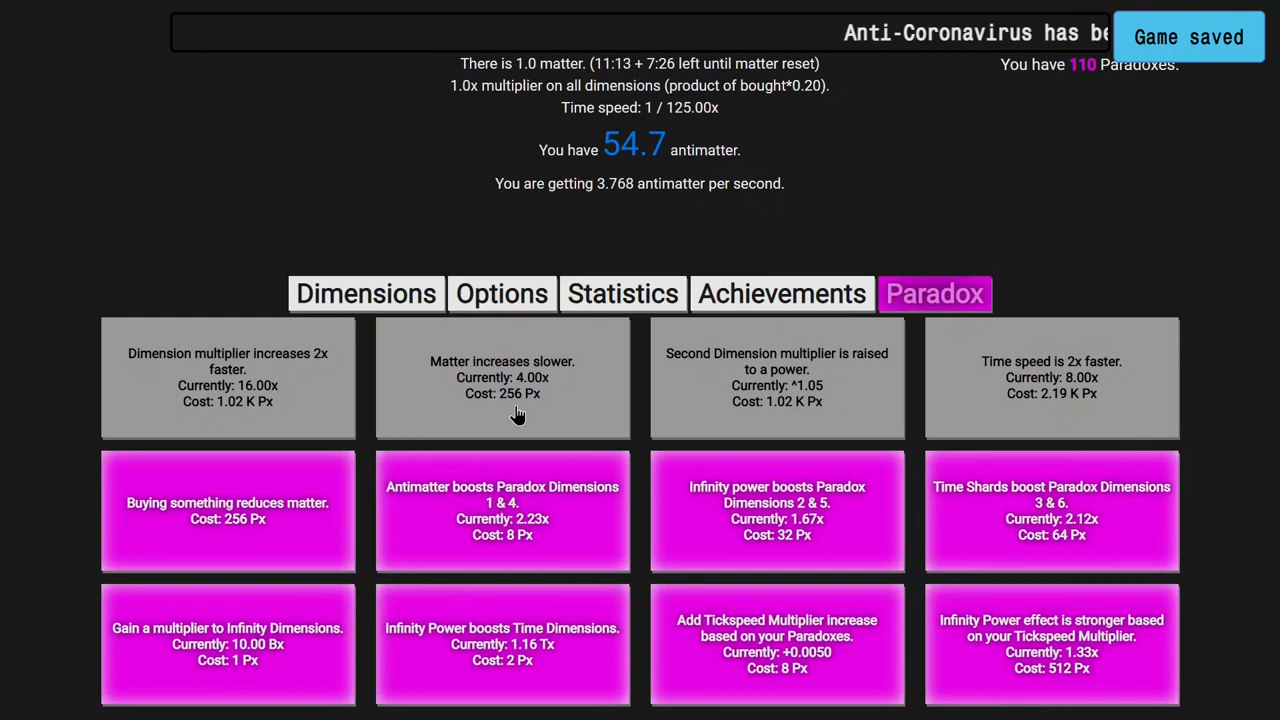 Anti-Coronavirus has be
Game saved
There is 1.0 matter. (11:13 + 7:26 left until matter reset)
You have 110 Paradoxes.
1.0x multiplier on all dimensions (product of bought*0.20).
Time speed: 1 / 125.00x
You have 54.7 antimatter.
You are getting 3.768 antimatter per second.
Dimensions
Options
Statistics
Achievements
Paradox
Dimension multiplier increases 2x
faster.
Currently: 16.00x
Cost: 1.02 K Px
Matter increases slower.
Currently: 4.00x
Cost: 256 Px
Second Dimension multiplier is raised
to a power.
Currently: ^1.05
Cost: 1.02 K Px
Time speed is 2x faster.
Currently: 8.00x
Cost: 2.19 K Px
Buying something reduces matter.
Cost: 256 Px
Antimatter boosts Paradox Dimensions
1 & 4.
Currently: 2.23x
Cost: 8 Px
Infinity power boosts Paradox
Dimensions 2 & 5.
Currently: 1.67x
Cost: 32 Px
Time Shards boost Paradox Dimensions
3 & 6.
Currently: 2.12x
Cost: 64 Px
Gain a multiplier to Infinity Dimensions.
Currently: 10.00 Bx
Cost: 1 Px
Infinity Power boosts Time Dimensions.
Currently: 1.16 Tx
Cost: 2 Px
Add Tickspeed Multiplier increase
based on your Paradoxes.
Currently: +0.0050
Cost: 8 Px
Infinity Power effect is stronger based
on your Tickspeed Multiplier.
Currently: 1.33x
Cost: 512 Px